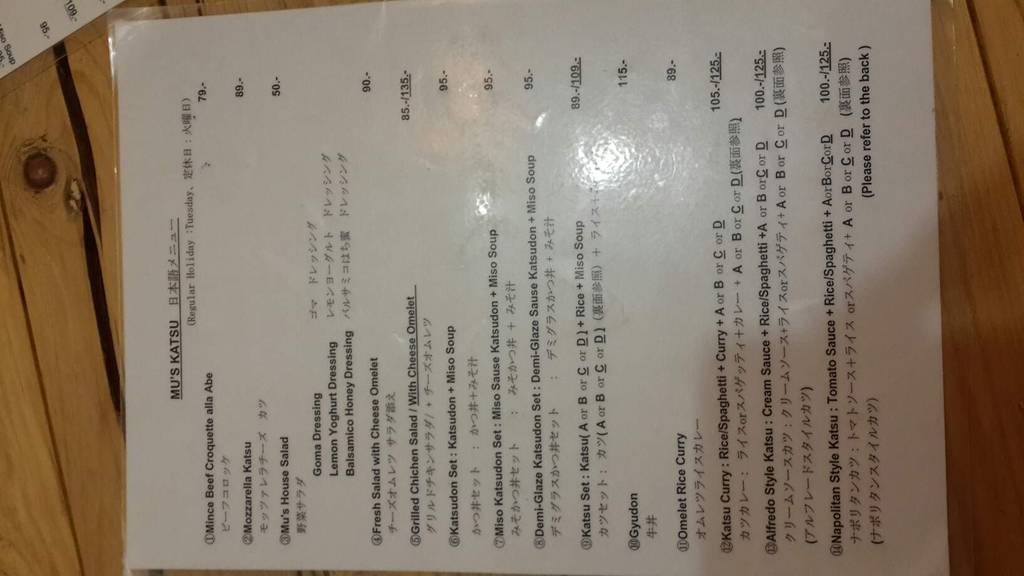 MU'S KATSU 日本語メニュー
(Regular Holiday :Tuesday、定休日：火曜日)
①Mince Beef Croquette alla Abe 79.-
ビーフコロッケ
②Mozzarella Katsu 89.-
モッツァレラチーズ カツ
③Mu's House Salad 50.-
野菜サラダ
Goma Dressing ゴマ ドレッシング
Lemon Yoghurt Dressing レモンヨーグルト ドレッシング
Balsamico Honey Dressing バルサミコはち蜜 ドレッシング
④Fresh Salad with Cheese Omelet 90.-
チーズオムレツ サラダ添え
⑤Grilled Chichen Salad / With Cheese Omelet 85.-/135.-
グリルドチキンサラダ/ + チーズオムレツ
⑥Katsudon Set : Katsudon + Miso Soup 95.-
かつ丼セット ： かつ丼+みそ汁
⑦Miso Katsudon Set : Miso Sause Katsudon + Miso Soup 95.-
みそかつ丼セット ： みそかつ丼 + みそ汁
⑧Demi-Glaze Katsudon Set : Demi-Glaze Sause Katsudon + Miso Soup 95.-
デミグラスかつ丼セット ： デミグラスかつ丼 + みそ汁
⑨Katsu Set : Katsu( A or B or C or D ) + Rice + Miso Soup 89.-/109.-
カツセット : カツ( A or B or C or D ) (裏面参照) + ライス+
⑩Gyudon 115.-
牛丼
⑪Omelet Rice Curry 89.-
オムレツライスカレー
⑫Katsu Curry : Rice/Spaghetti + Curry + A or B or C or D 105.-/125.-
カツカレー : ライスorスパゲッティ+カレー + A or B or C or D (裏面参照)
⑬Alfredo Style Katsu : Cream Sauce + Rice/Spaghetti +A or B orC or D 100.-/125.-
クリームソースカツ : クリームソース+ライスorスパゲティ+ A or B or C or D (裏面参照)
(アルフレードスタイルカツ)
⑭Napolitan Style Katsu : Tomato Sauce + Rice/Spaghetti + AorBorCorD 100.-/125.-
ナポリタンカツ : トマトソース+ライス orスパゲティ+ A or B or C or D (裏面参照)
(ナポリタンスタイルカツ) (Please refer to the back )
109.-
95.-